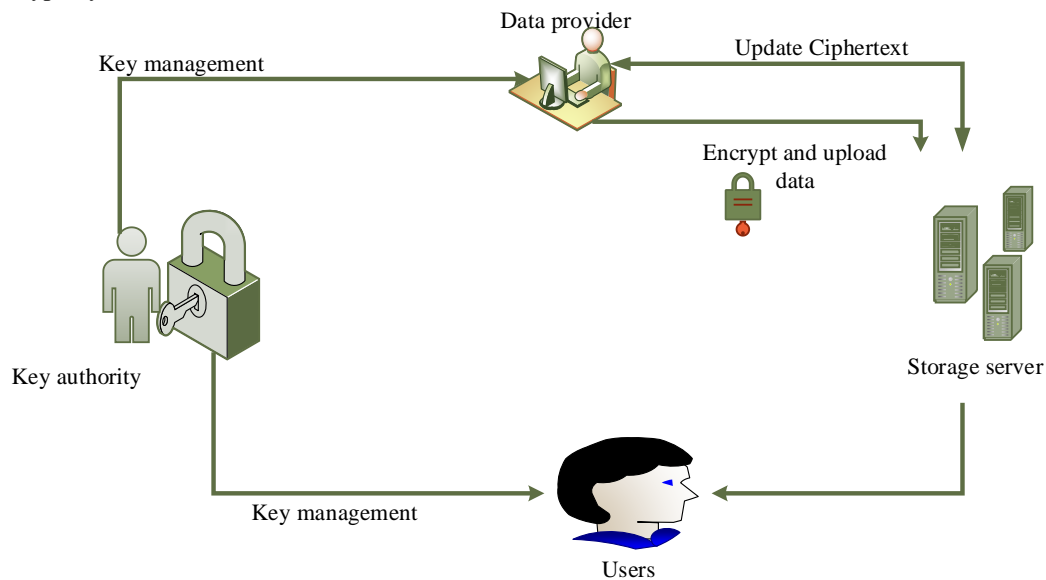 Data provider
Key management
Update Ciphertext
Encrypt and upload
data
Key authority
Storage server
Key management
Users